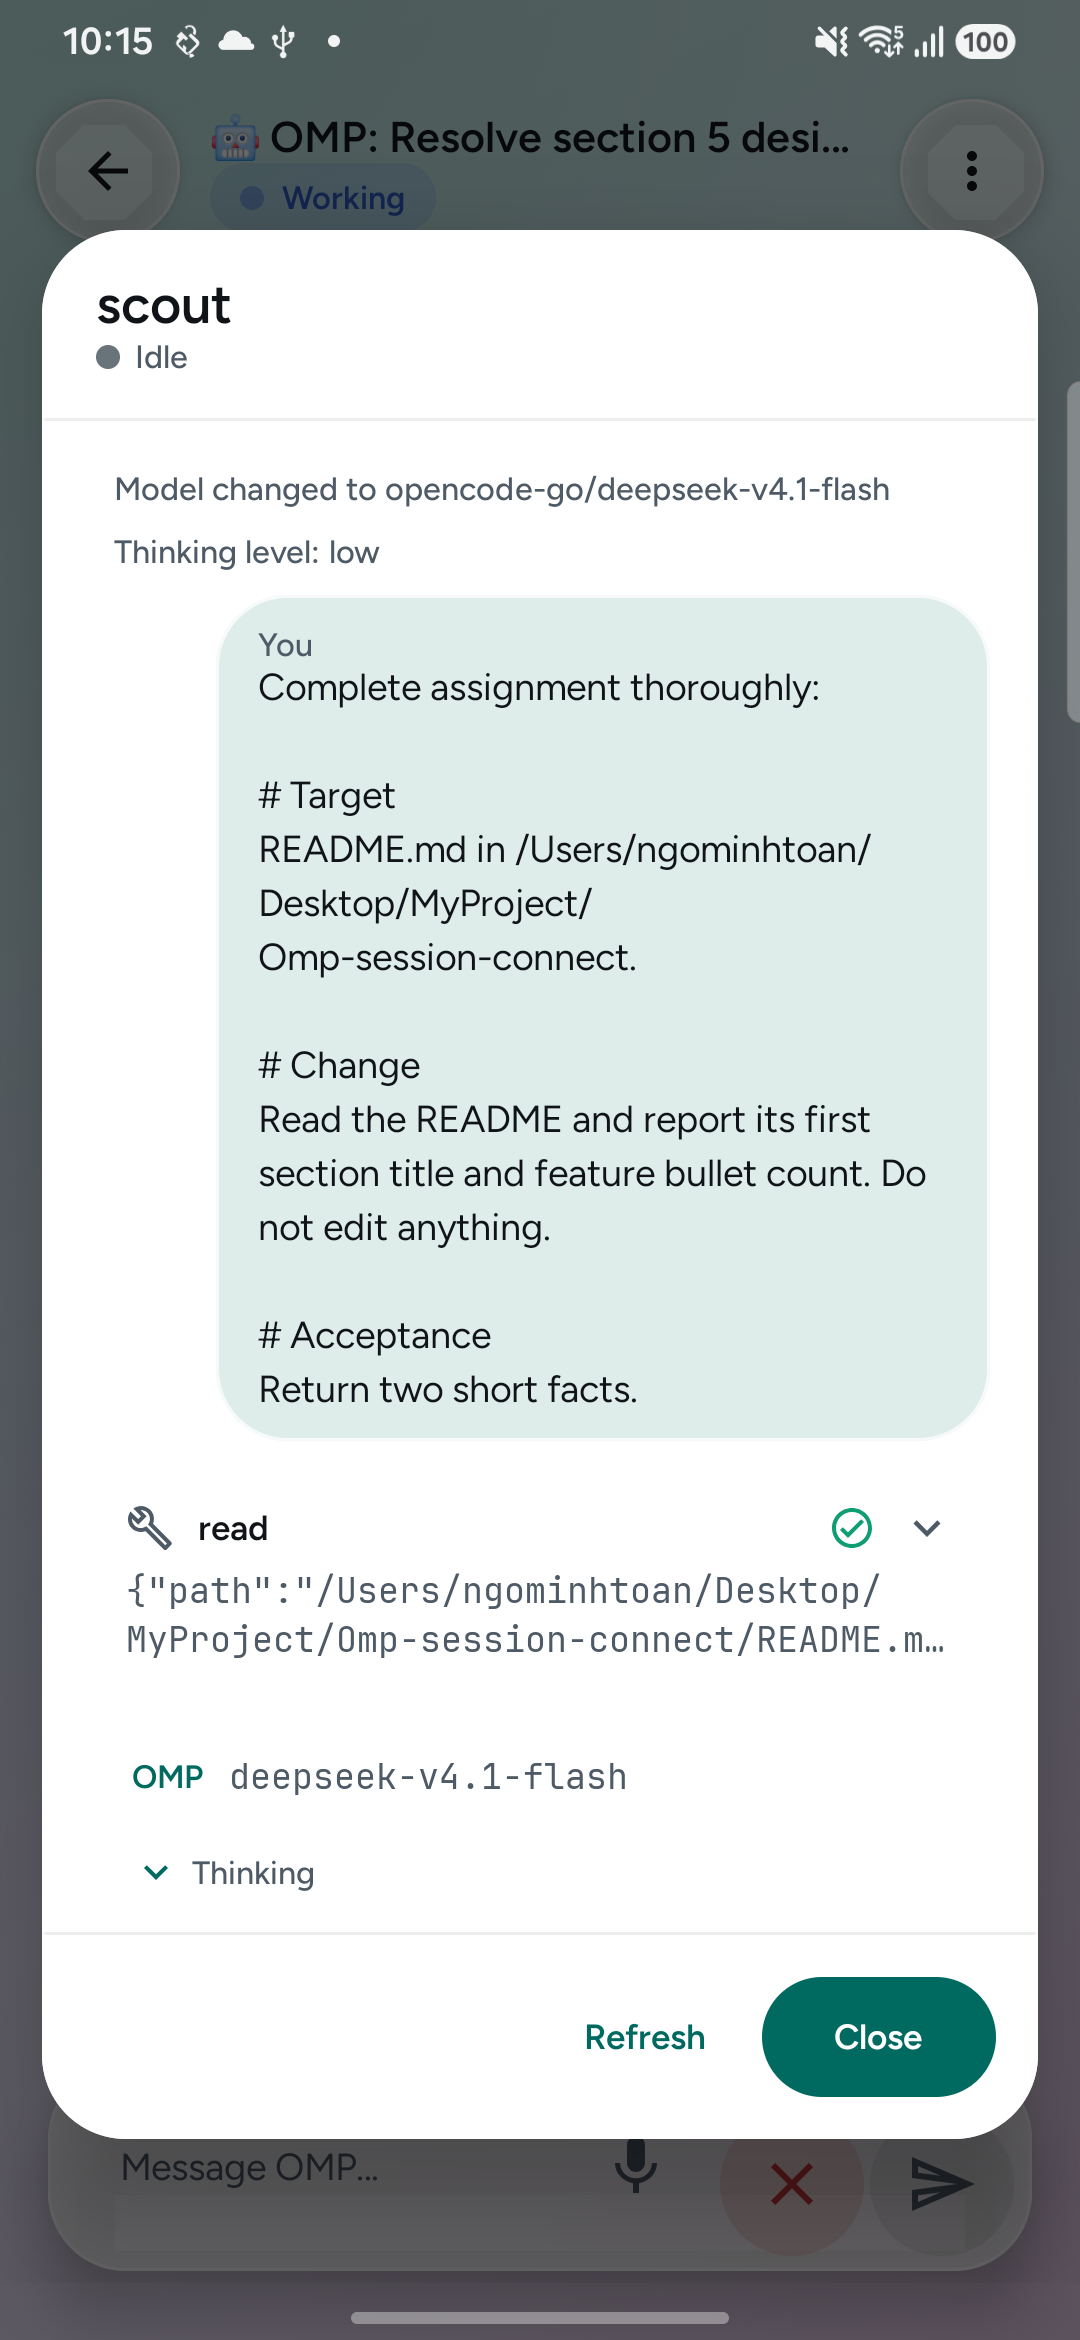 10:15
5
100
OMP: Resolve section 5 desi...
Working
scout
Idle
Model changed to opencode-go/deepseek-v4.1-flash
Thinking level: low
You
Complete assignment thoroughly:
# Target
README.md in /Users/ngominhtoan/
Desktop/MyProject/
Omp-session-connect.
# Change
Read the README and report its first
section title and feature bullet count. Do
not edit anything.
# Acceptance
Return two short facts.
read
{"path":"/Users/ngominhtoan/Desktop/
MyProject/Omp-session-connect/README.m…
OMP deepseek-v4.1-flash
Thinking
Refresh
Close
Message OMP...